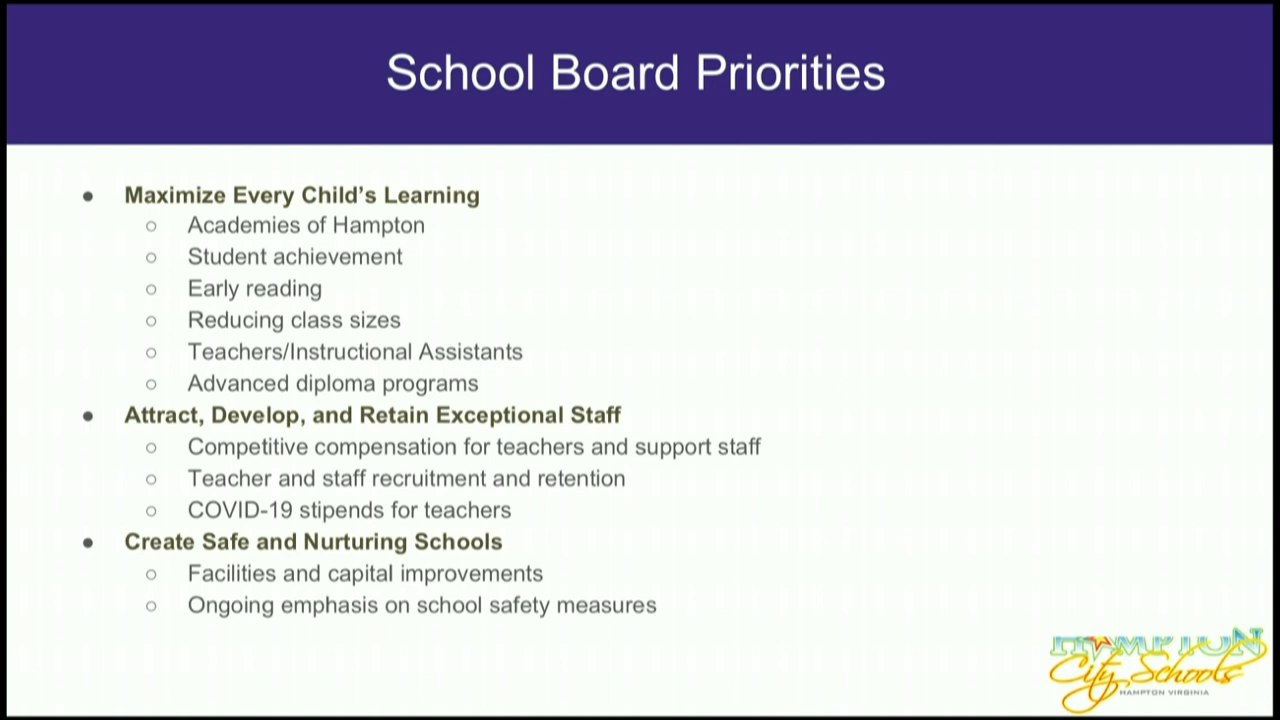 School Board Priorities
● Maximize Every Child's Learning
○ Academies of Hampton
○ Student achievement
○ Early reading
○ Reducing class sizes
○ Teachers/Instructional Assistants
○ Advanced diploma programs
● Attract, Develop, and Retain Exceptional Staff
○ Competitive compensation for teachers and support staff
○ Teacher and staff recruitment and retention
○ COVID-19 stipends for teachers
● Create Safe and Nurturing Schools
○ Facilities and capital improvements
○ Ongoing emphasis on school safety measures
HAMPTON
City Schools
HAMPTON VIRGINIA